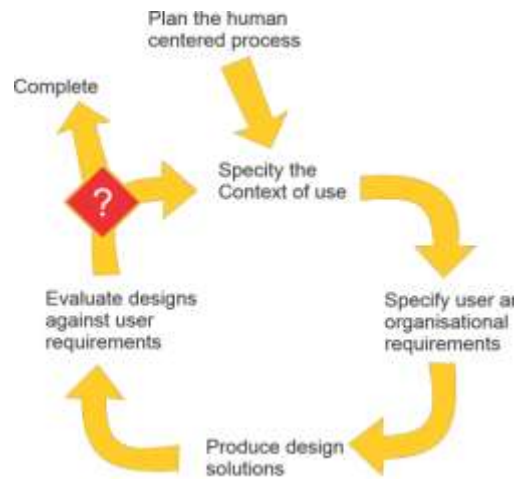 Plan the human
centered process
Complete
?
Specity the
Context of use
Evaluate designs
against user
requirements
Specify user
organisational
requirements
Produce design
solutions